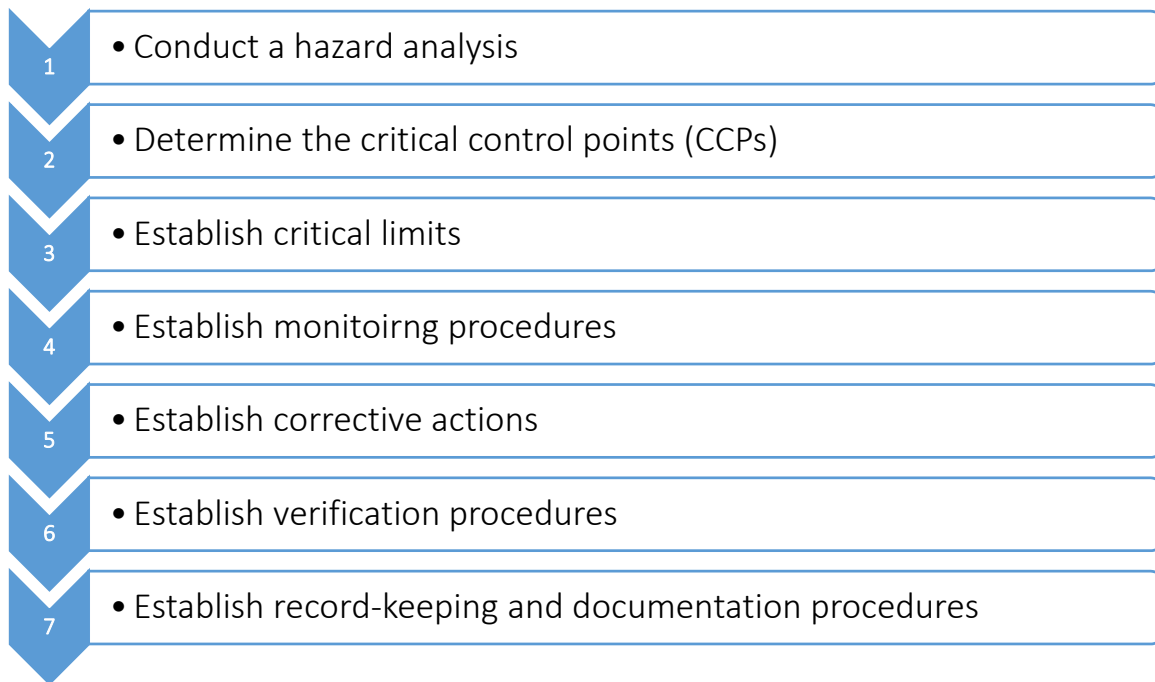 1
• Conduct a hazard analysis
2
• Determine the critical control points (CCPs)
3
• Establish critical limits
4
• Establish monitoirng procedures
5
• Establish corrective actions
6
• Establish verification procedures
7
• Establish record-keeping and documentation procedures